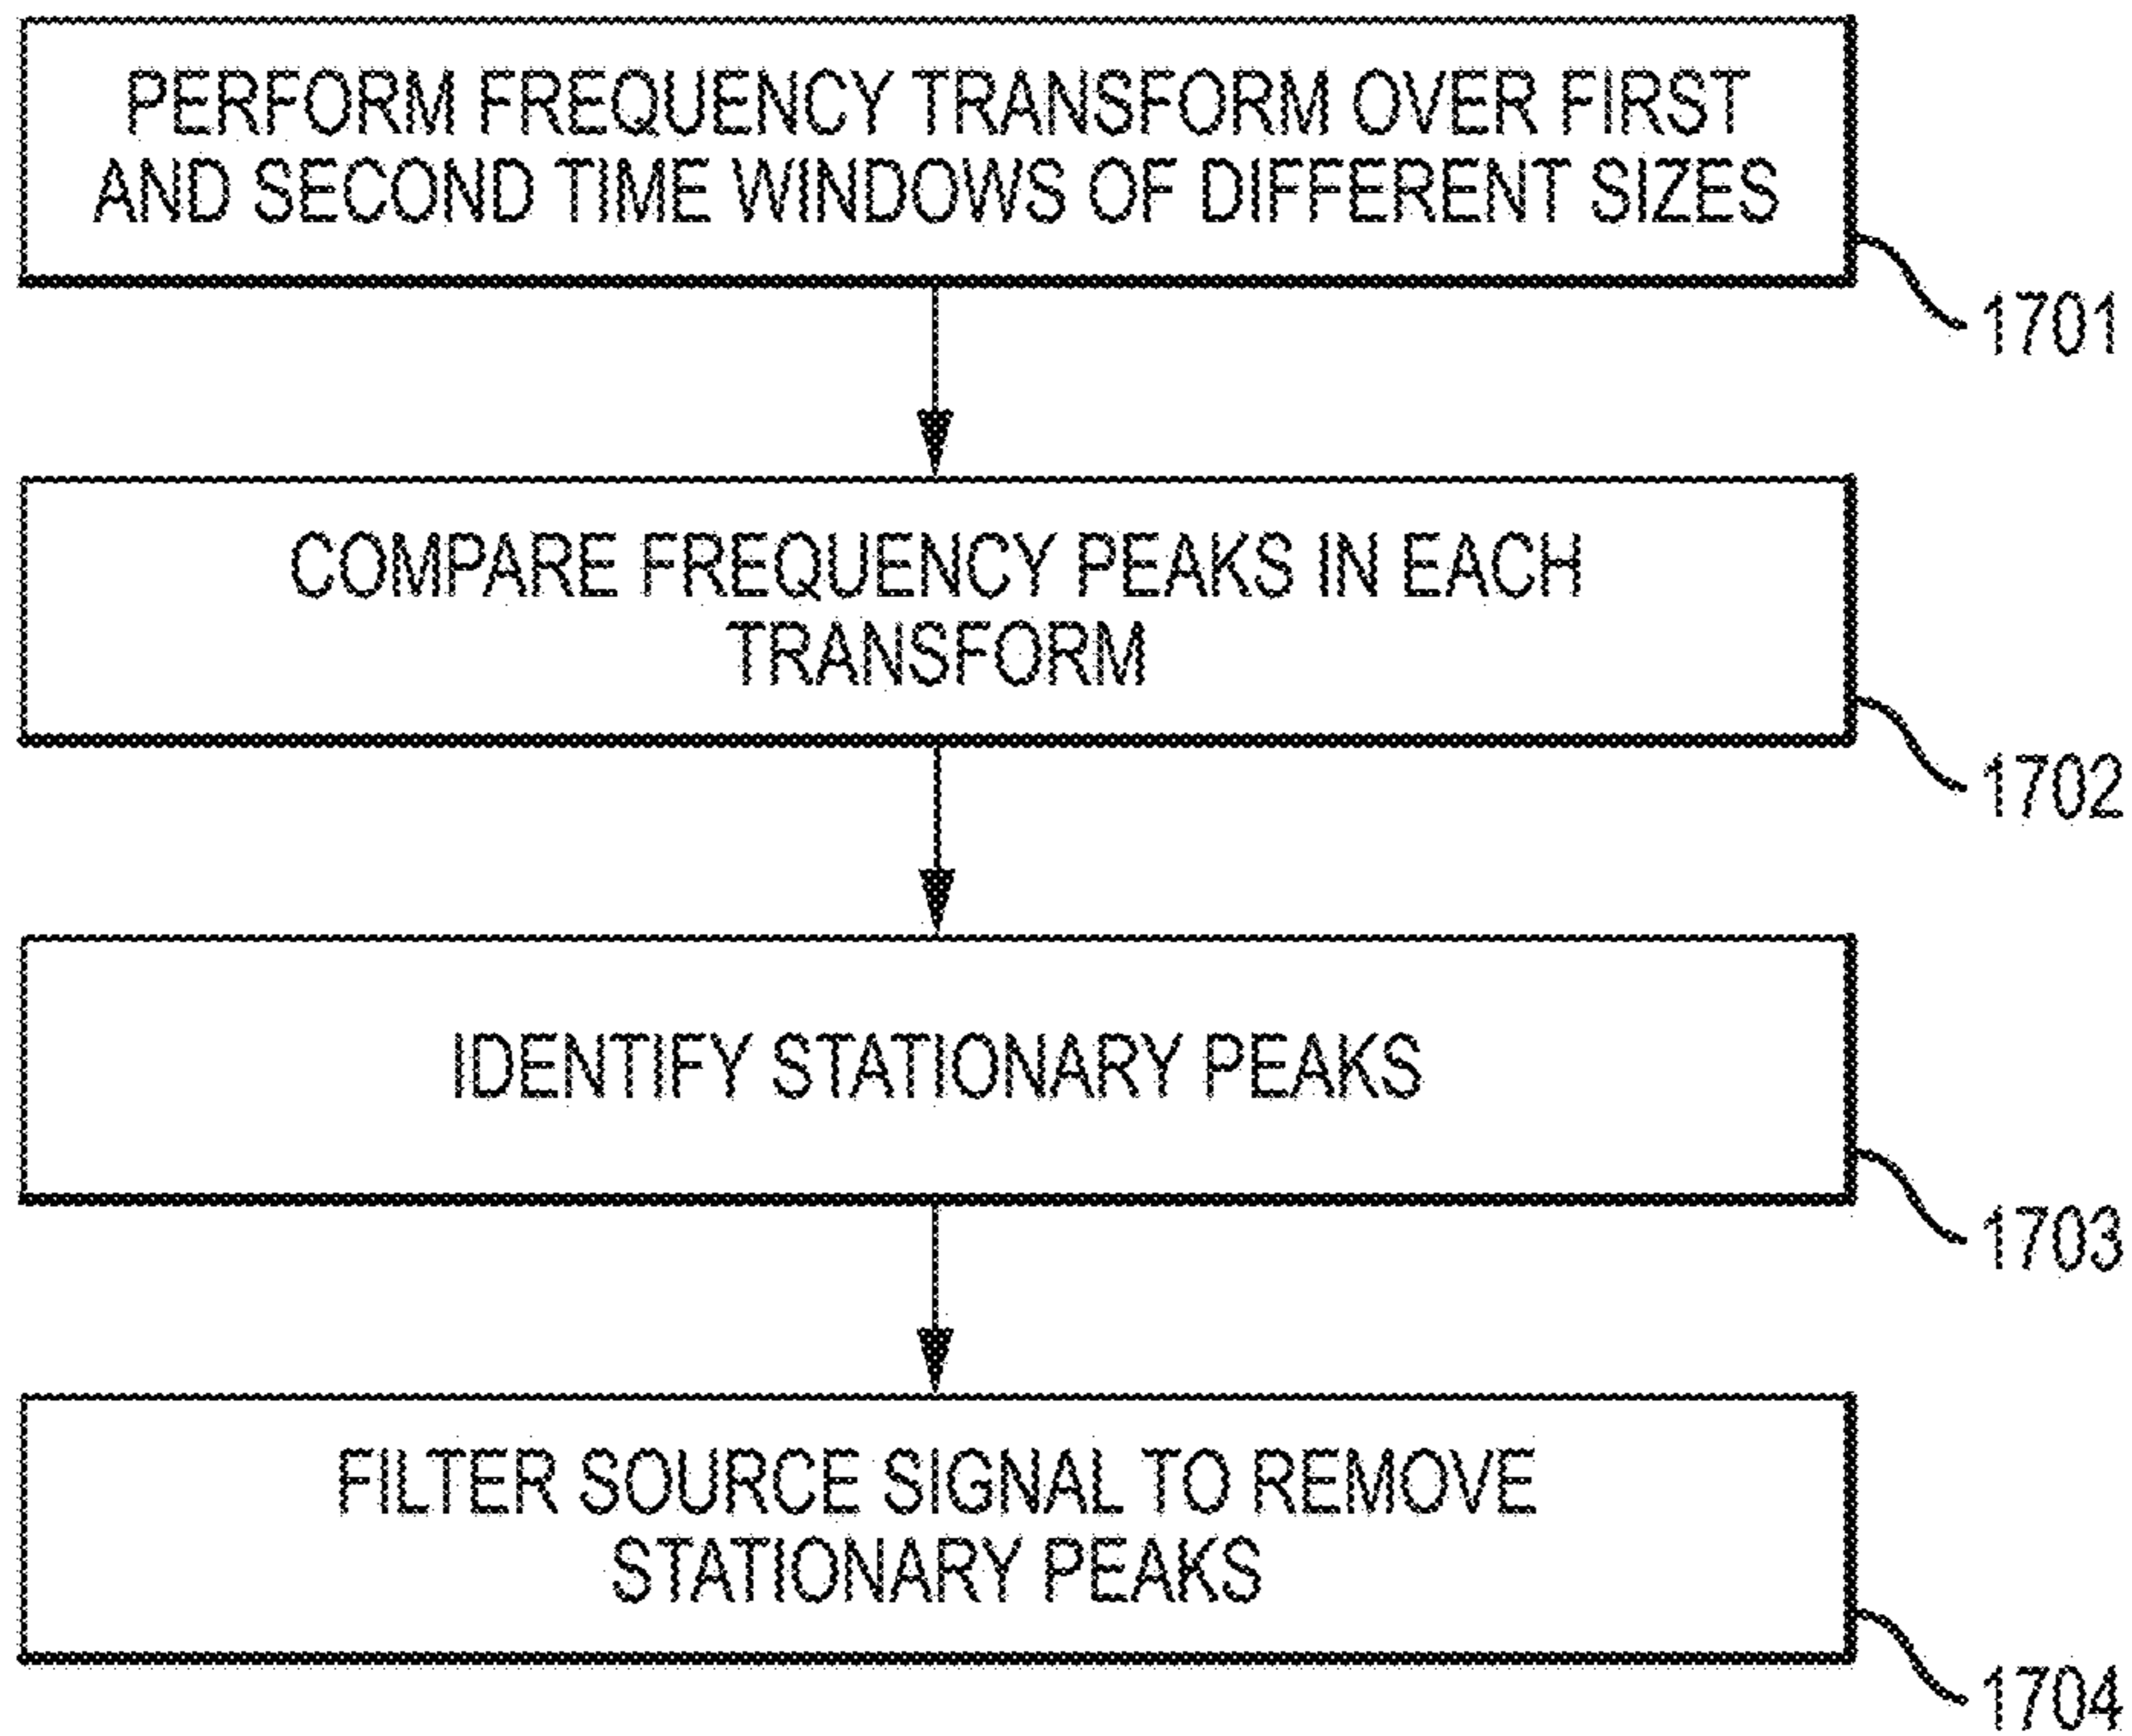 PERFORM FREQUENCY TRANSFORM OVER FIRST
AND SECOND TIME WINDOWS OF DIFFERENT SIZES
1701
COMPARE FREQUENCY PEAKS IN EACH
TRANSFORM
1702
IDENTIFY STATIONARY PEAKS
1703
FILTER SOURCE SIGNAL TO REMOVE
STATIONARY PEAKS
1704